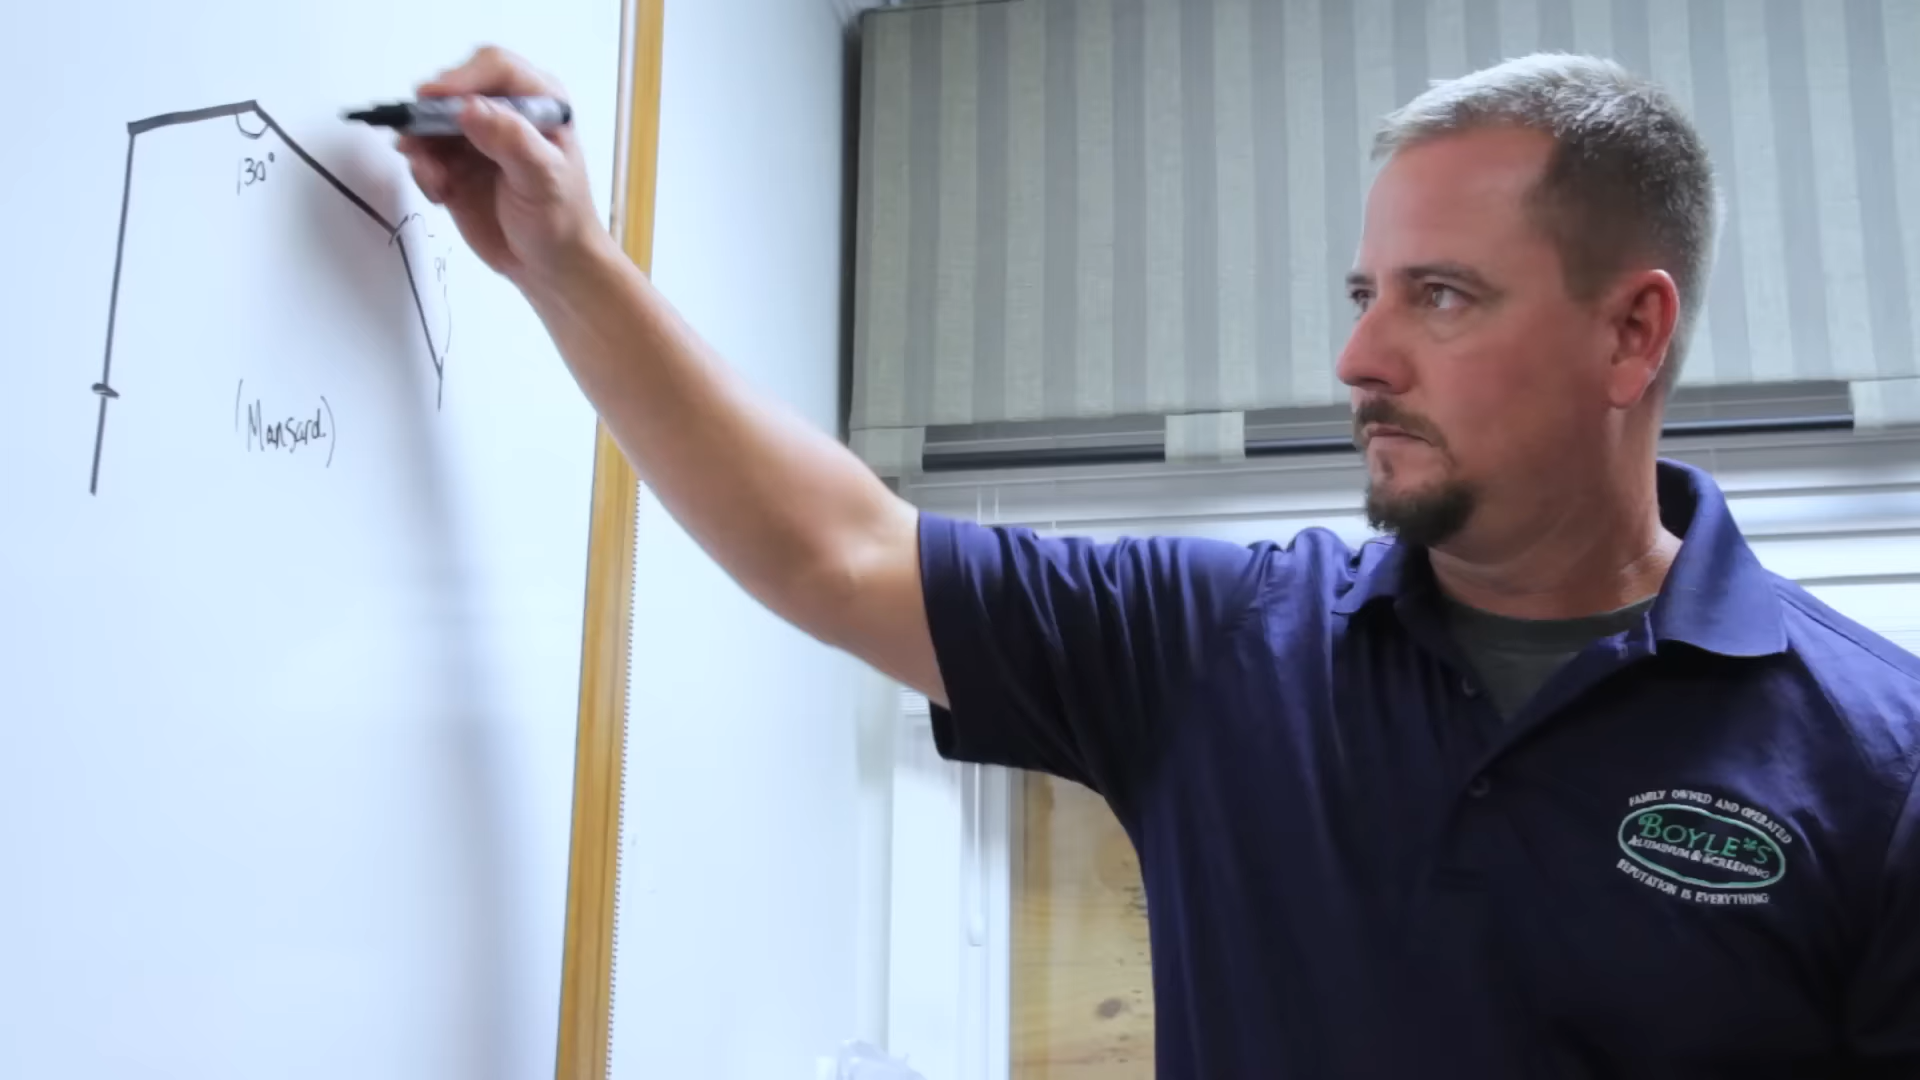 130°
(Mansard.)
FAMILY OWNED AND OPERATED
BOYLE'S
ALUMINUM & SCREENING
REPUTATION IS EVERYTHING